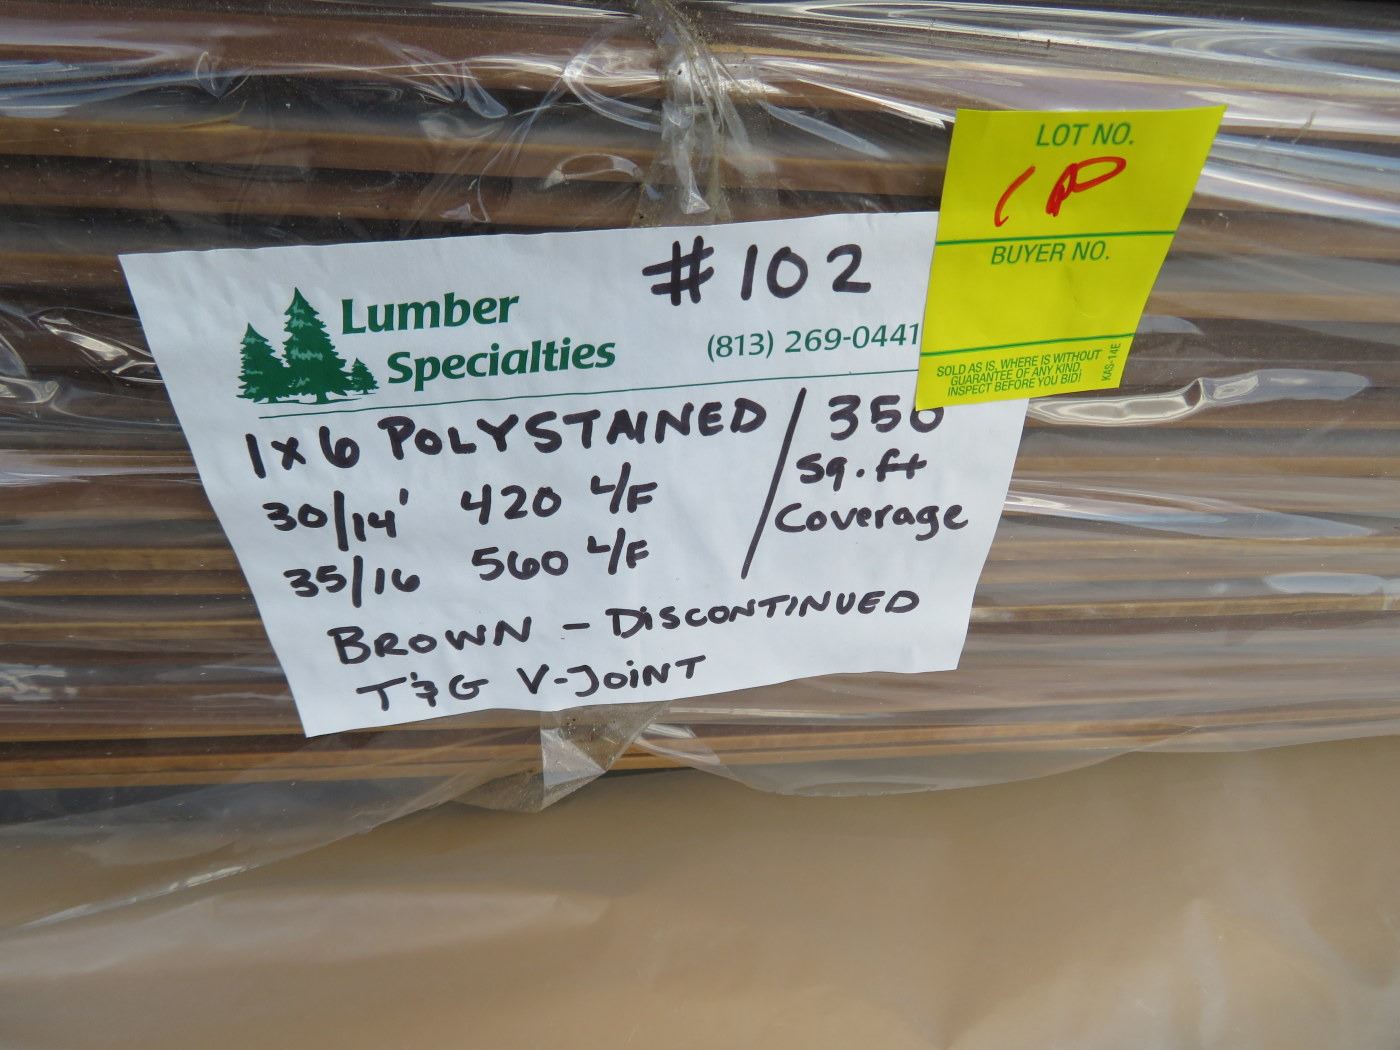 LOT NO.
BUYER NO.
SOLD AS IS, WHERE IS WITHOUT
GUARANTEE OF ANY KIND,
INSPECT BEFORE YOU BID!
KAS-14E
#102
Lumber
Specialties
(813) 269-0441
1x6 POLYSTAINED / 350
30/14' 420 L/F
sq.ft
35/16 560 L/F
Coverage
BROWN - DISCONTINUED
T&G V-JOINT